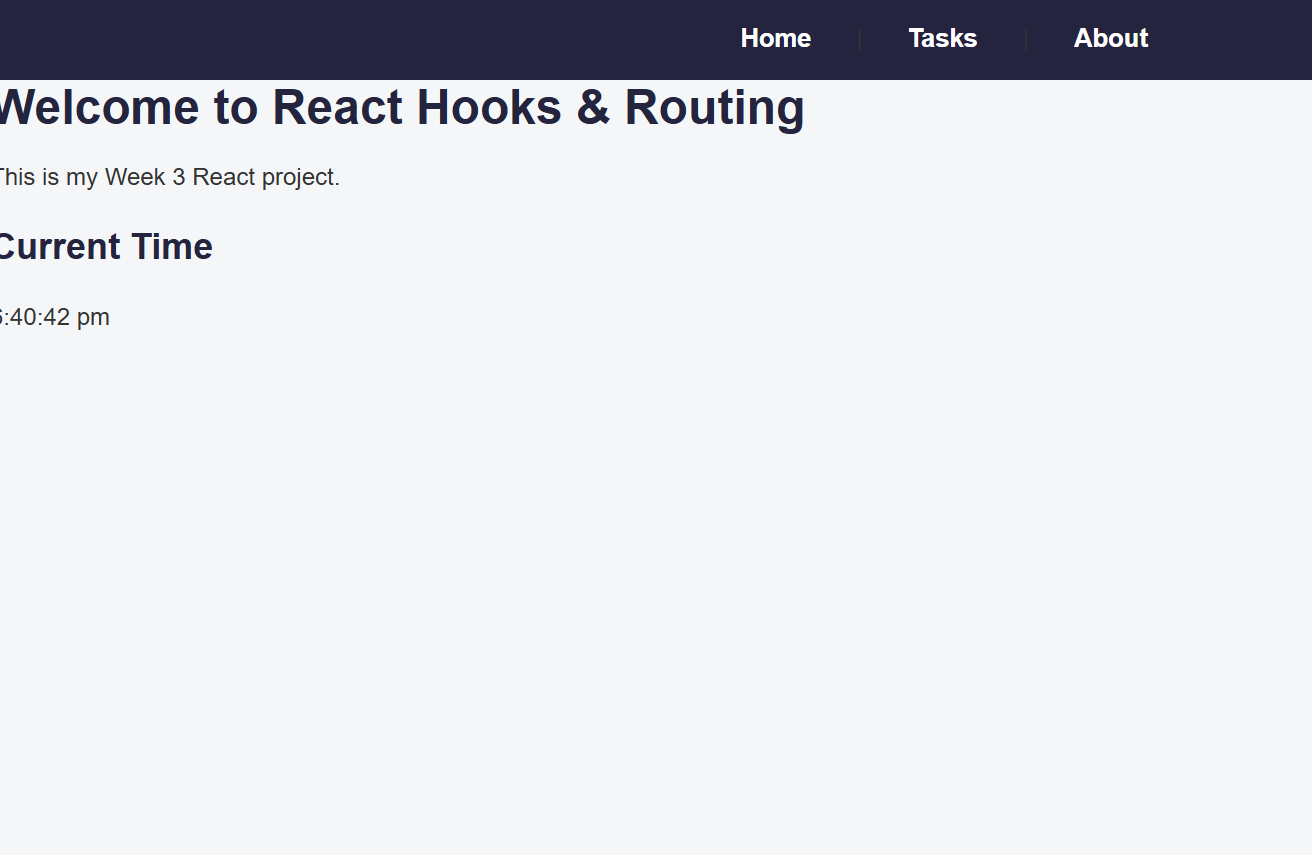 Home | Tasks | About
Welcome to React Hooks & Routing
This is my Week 3 React project.
Current Time
6:40:42 pm